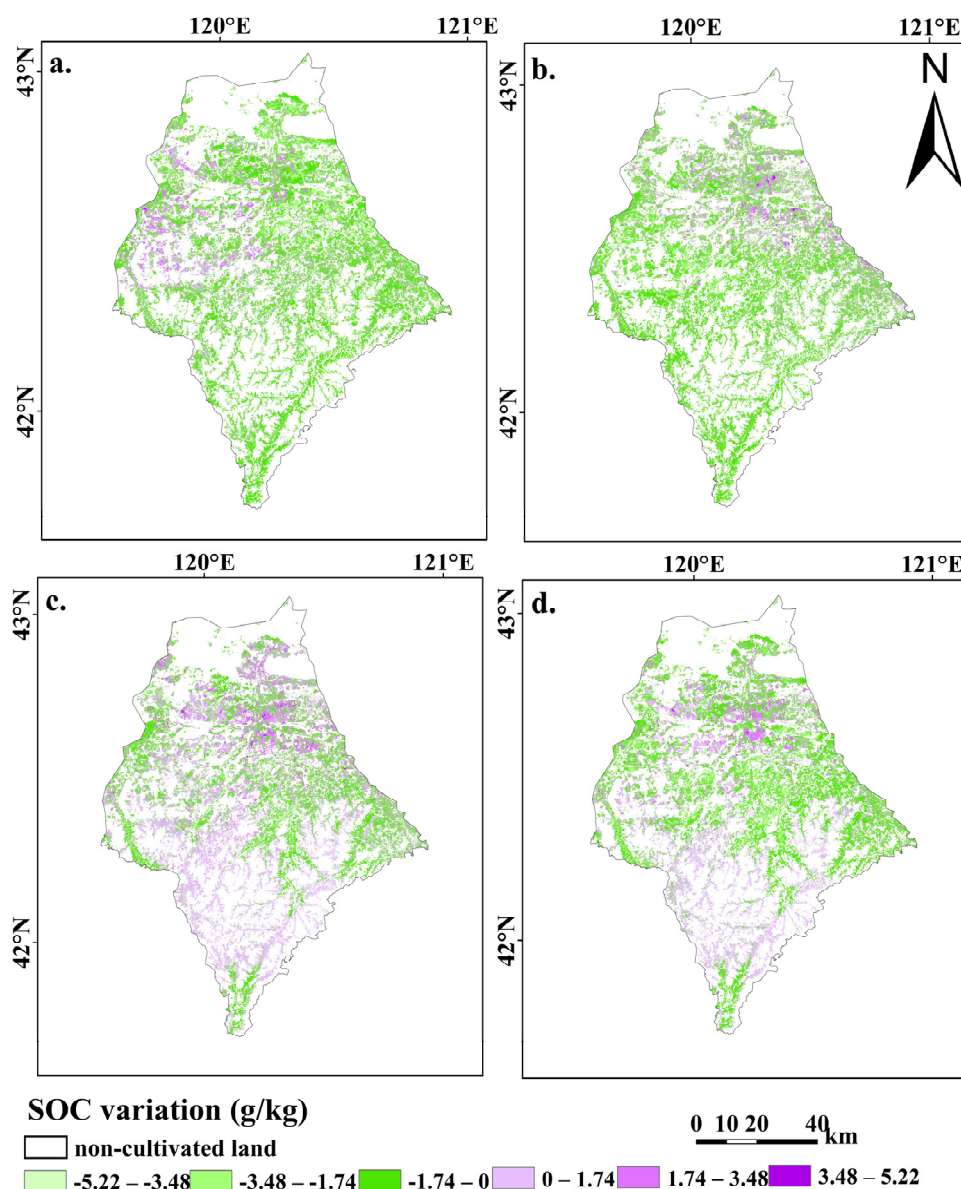 120°E 121°E
120°E 121°E
a.
b.
N
43°N
43°N
42°N
42°N
120°E 121°E
120°E 121°E
c.
d.
43°N
43°N
42°N
42°N
SOC variation (g/kg)
non-cultivated land
0 10 20 40
km
-5.22 – -3.48 -3.48 – -1.74 -1.74 – 0 0 – 1.74 1.74 – 3.48 3.48 – 5.22